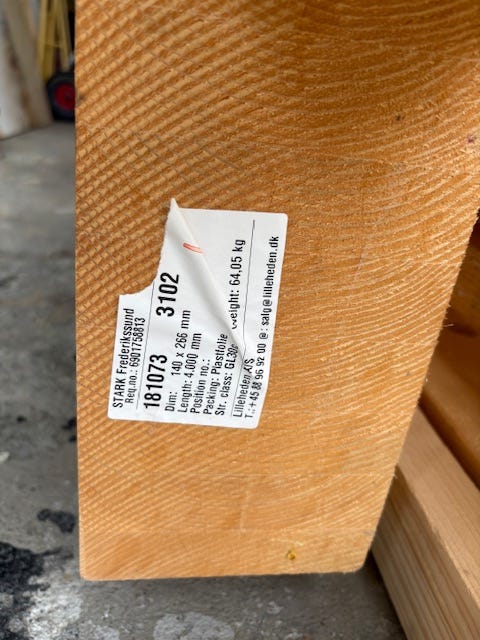 STARK Frederikssund
Req.no.: 6901758813
181073 3102
Dim: 140 x 266 mm
Length: 4.000 mm
Position no.:
Packing: Plastfolie
Str. class: GL30c Weight: 64,05 kg
Lilleheden A/S
T.: +45 88 96 92 00 @: salg@lilleheden.dk